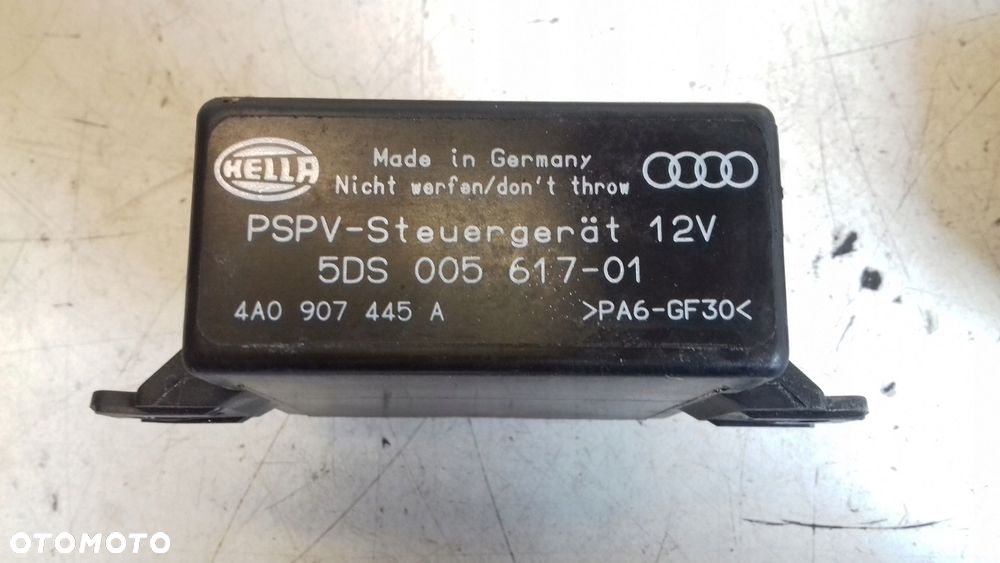 HELLA
Made in Germany
Nicht werfen/don't throw
PSPV-Steuergerät 12V
5DS 005 617-01
4A0 907 445 A >PA6-GF30<
OTOMOTO